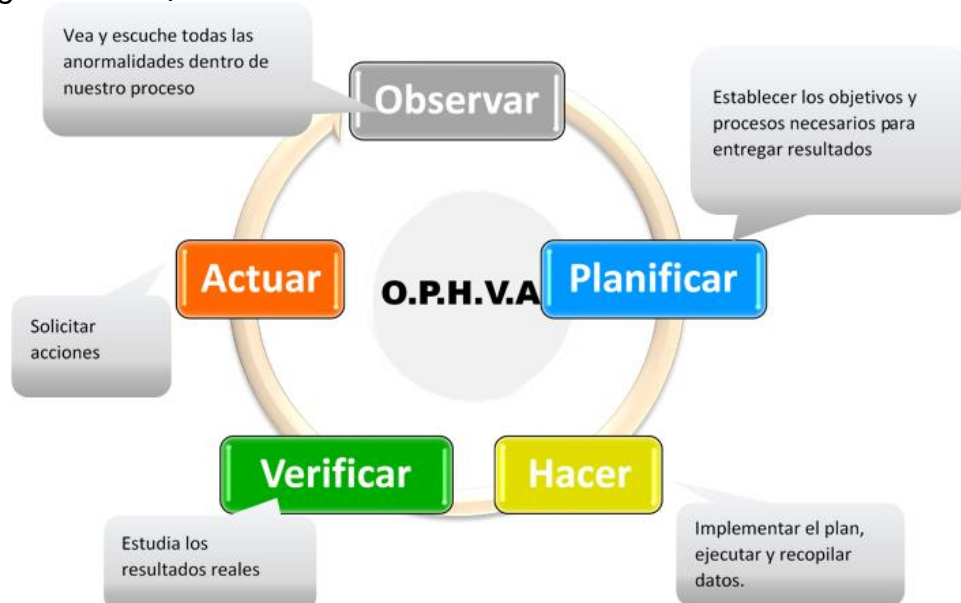 Vea y escuche todas las
anormalidades dentro de
nuestro proceso
Observar
Establecer los objetivos y
procesos necesarios para
entregar resultados
Actuar
O.P.H.V.A
Planificar
Solicitar
acciones
Verificar
Hacer
Estudia los
resultados reales
Implementar el plan,
ejecutar y recopilar
datos.